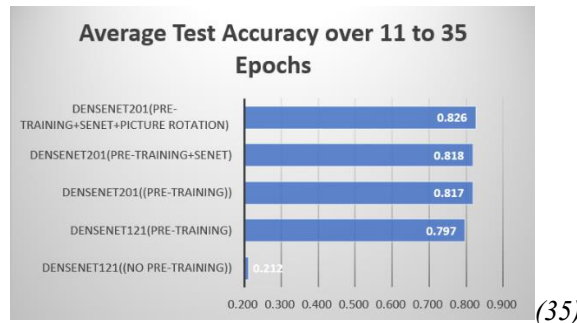 Average Test Accuracy over 11 to 35
Epochs
DENSENET201(PRE-
TRAINING+SENET+PICTURE ROTATION)
0.826
DENSENET201(PRE-TRAINING+SENET)
0.818
DENSENET201((PRE-TRAINING))
0.817
DENSENET121(PRE-TRAINING)
0.797
DENSENET121((NO PRE-TRAINING))
0.212
0.200 0.300 0.400 0.500 0.600 0.700 0.800 0.900
(35)